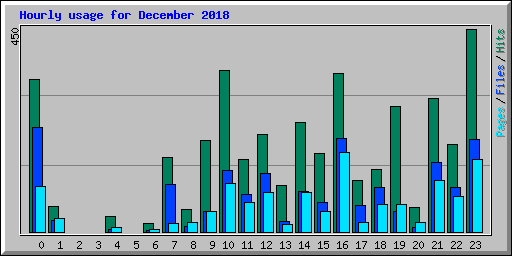 Hourly usage for December 2018
450
Pages / Files / Hits
0 1 2 3 4 5 6 7 8 9 10 11 12 13 14 15 16 17 18 19 20 21 22 23